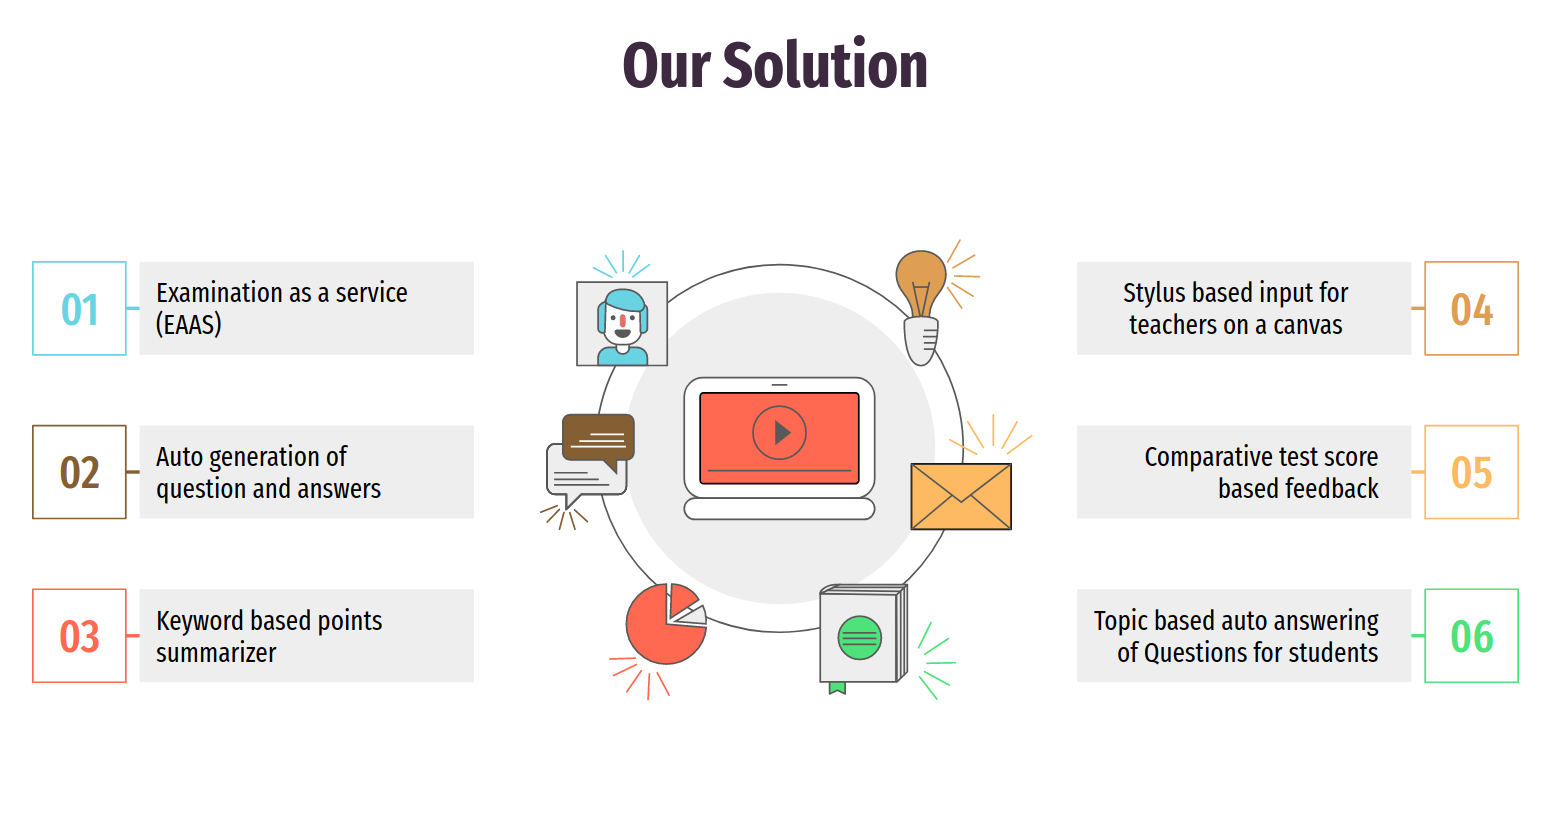 Our Solution
01
Examination as a service
(EAAS)
02
Auto generation of
question and answers
03
Keyword based points
summarizer
Stylus based input for
teachers on a canvas
04
Comparative test score
based feedback
05
Topic based auto answering
of Questions for students
06